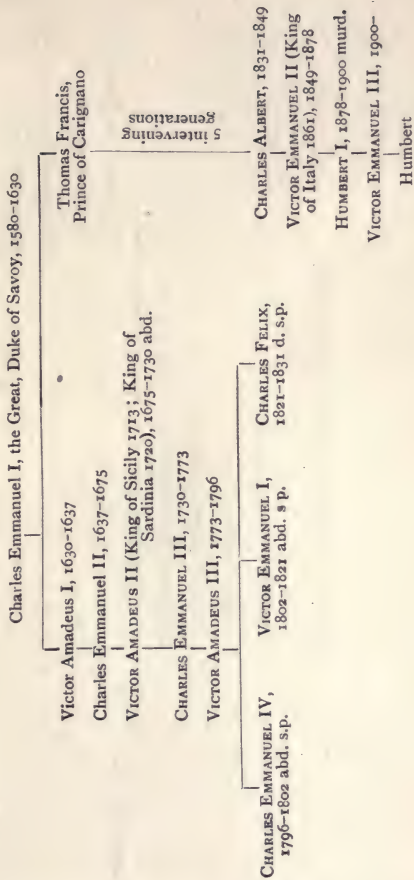 Charles Emmanuel I, the Great, Duke of Savoy, 1580-1630
Victor Amadeus I, 1630-1637
Charles Emmanuel II, 1637-1675
VICTOR AMADEUS II (King of Sicily 1713; King of
Sardinia 1720), 1675-1730 abd.
CHARLES EMMANUEL III, 1730-1773
VICTOR AMADEUS III, 1773-1796
CHARLES EMMANUEL IV,
1796-1802 abd. s.p.
VICTOR EMMANUEL I,
1802-1821 abd. s p.
CHARLES FELIX,
1821-1831 d. s.p.
Thomas Francis,
Prince of Carignano
5 intervening
generations
CHARLES ALBERT, 1831-1849
VICTOR EMMANUEL II (King
of Italy 1861), 1849-1878
HUMBERT I, 1878-1900 murd.
VICTOR EMMANUEL III, 1900-
Humbert